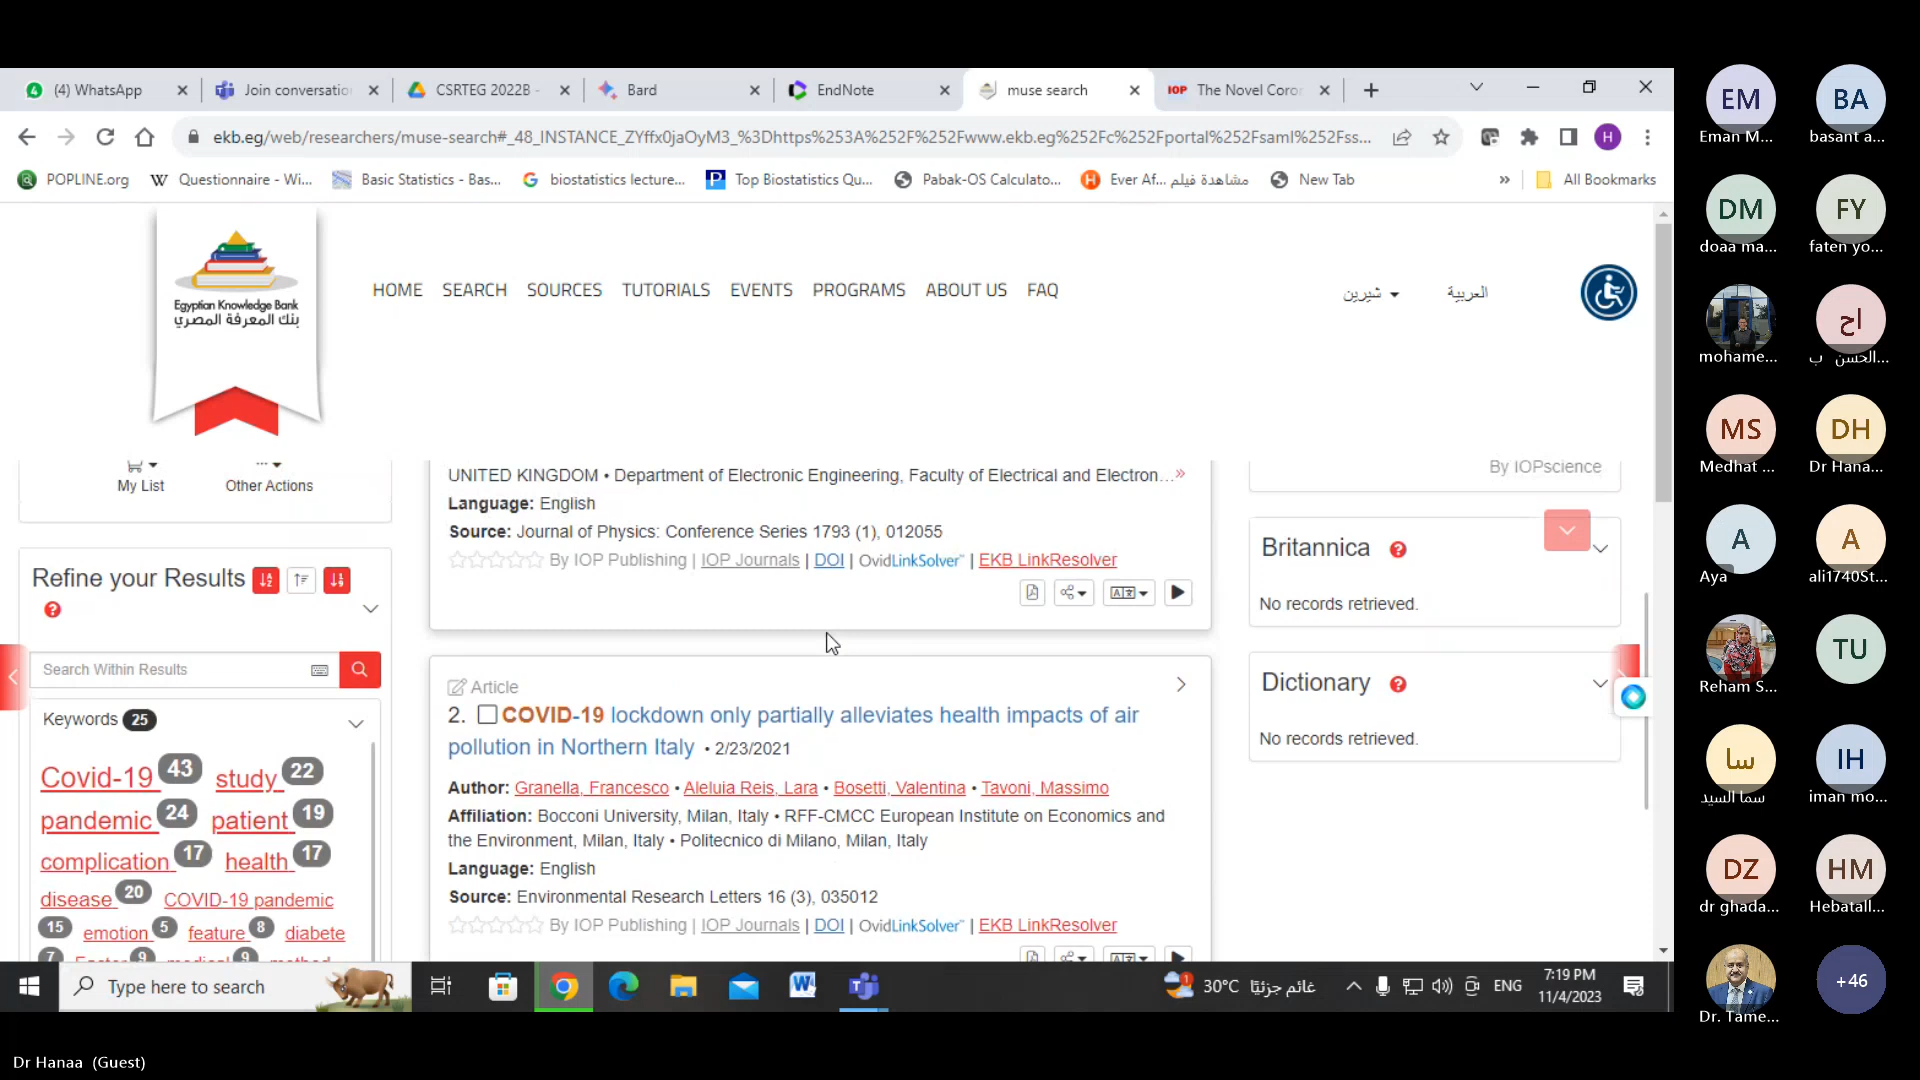 (4) WhatsApp
Join conversatio
CSRTEG 2022B -
Bard
EndNote
muse search
IOP The Novel Coror
ekb.eg/web/researchers/muse-search#_48_INSTANCE_ZYffx0jaOyM3_%3Dhttps%253A%252F%252Fwww.ekb.eg%252Fc%252Fportal%252Fsaml%252Fss...
H
POPLINE.org
W Questionnaire - Wi...
Basic Statistics - Bas...
G biostatistics lecture...
P Top Biostatistics Qu...
Pabak-OS Calculato...
H Ever Af... مشاهدة فيلم
New Tab
»
All Bookmarks
Egyptian Knowledge Bank
بنك المعرفة المصري
HOME SEARCH SOURCES TUTORIALS EVENTS PROGRAMS ABOUT US FAQ
شيرين
العربية
My List
Other Actions
Refine your Results
Search Within Results
Keywords 25
Covid-19 43 study 22
pandemic 24 patient 19
complication 17 health 17
disease 20 COVID-19 pandemic
15 emotion 5 feature 8 diabete
7 9 medical 9 method
UNITED KINGDOM • Department of Electronic Engineering, Faculty of Electrical and Electron...»
Language: English
Source: Journal of Physics: Conference Series 1793 (1), 012055
By IOP Publishing | IOP Journals | DOI | OvidLinkSolver | EKB LinkResolver
Article
2. COVID-19 lockdown only partially alleviates health impacts of air
pollution in Northern Italy • 2/23/2021
Author: Granella, Francesco • Aleluia Reis, Lara • Bosetti, Valentina • Tavoni, Massimo
Affiliation: Bocconi University, Milan, Italy • RFF-CMCC European Institute on Economics and
the Environment, Milan, Italy • Politecnico di Milano, Milan, Italy
Language: English
Source: Environmental Research Letters 16 (3), 035012
By IOP Publishing | IOP Journals | DOI | OvidLinkSolver | EKB LinkResolver
By IOPscience
Britannica
No records retrieved.
Dictionary
No records retrieved.
Type here to search
30°C غائم جزئيًا
ENG
7:19 PM
11/4/2023
EM
Eman M...
BA
basant a...
DM
doaa ma...
FY
faten yo...
mohame...
اح
الحسن ب...
MS
Medhat ...
DH
Dr Hana...
A
Aya
A
ali1740St...
Reham S...
TU
سا
سما السيد
IH
iman mo...
DZ
dr ghada...
HM
Hebatall...
Dr. Tame...
+46
Dr Hanaa (Guest)